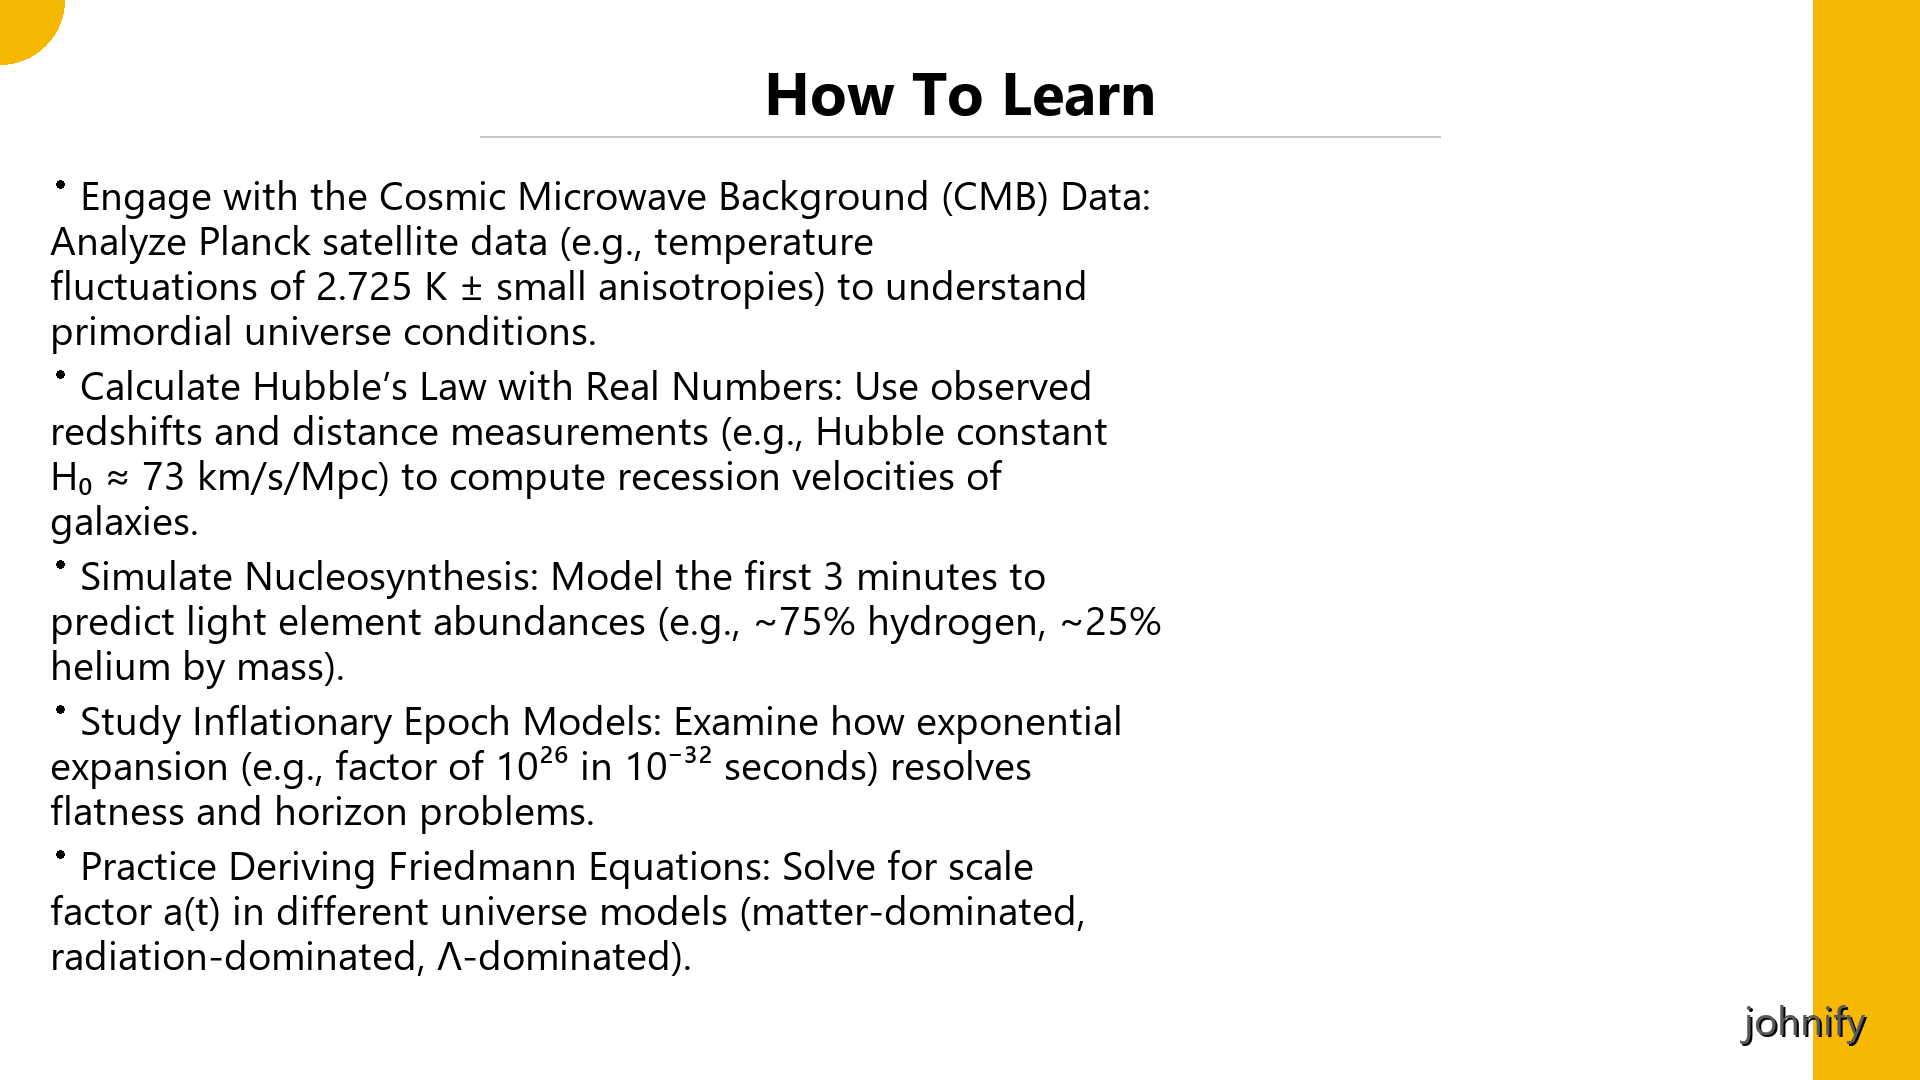 How To Learn
• Engage with the Cosmic Microwave Background (CMB) Data:
Analyze Planck satellite data (e.g., temperature
fluctuations of 2.725 K ± small anisotropies) to understand
primordial universe conditions.
• Calculate Hubble’s Law with Real Numbers: Use observed
redshifts and distance measurements (e.g., Hubble constant
H₀ ≈ 73 km/s/Mpc) to compute recession velocities of
galaxies.
• Simulate Nucleosynthesis: Model the first 3 minutes to
predict light element abundances (e.g., ~75% hydrogen, ~25%
helium by mass).
• Study Inflationary Epoch Models: Examine how exponential
expansion (e.g., factor of 10²⁶ in 10⁻³² seconds) resolves
flatness and horizon problems.
• Practice Deriving Friedmann Equations: Solve for scale
factor a(t) in different universe models (matter-dominated,
radiation-dominated, Λ-dominated).
johnify